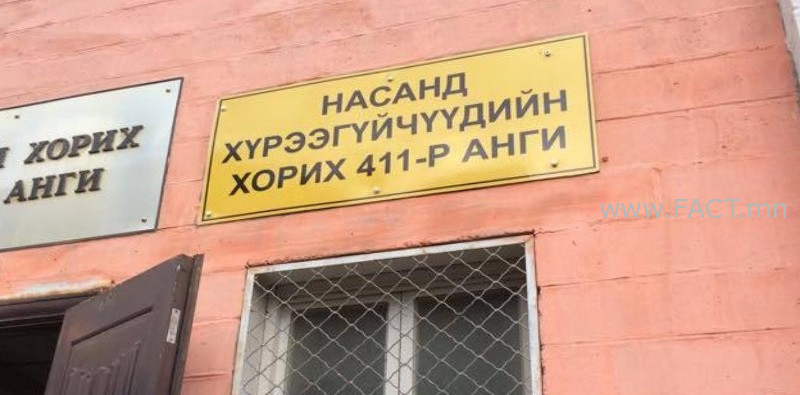 ХОРИХ
АНГИ
НАСАНД
ХҮРЭЭГҮЙЧҮҮДИЙН
ХОРИХ 411-Р АНГИ
www.FACT.mn